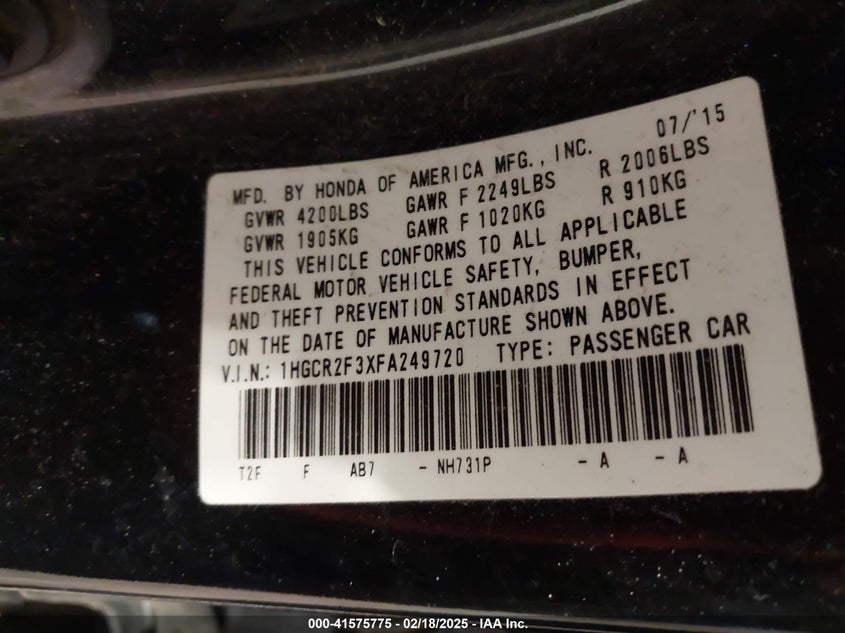 07/'15
MFD. BY HONDA OF AMERICA MFG., INC.
GVWR 4200LBS GAWR F 2249LBS R 2006LBS
GVWR 1905KG GAWR F 1020KG R 910KG
THIS VEHICLE CONFORMS TO ALL APPLICABLE
FEDERAL MOTOR VEHICLE SAFETY, BUMPER,
AND THEFT PREVENTION STANDARDS IN EFFECT
ON THE DATE OF MANUFACTURE SHOWN ABOVE.
V.I.N.: 1HGCR2F3XFA249720 TYPE: PASSENGER CAR
T2F F AB7 - NH731P - A - A
000-41575775 - 02/18/2025 - IAA Inc.